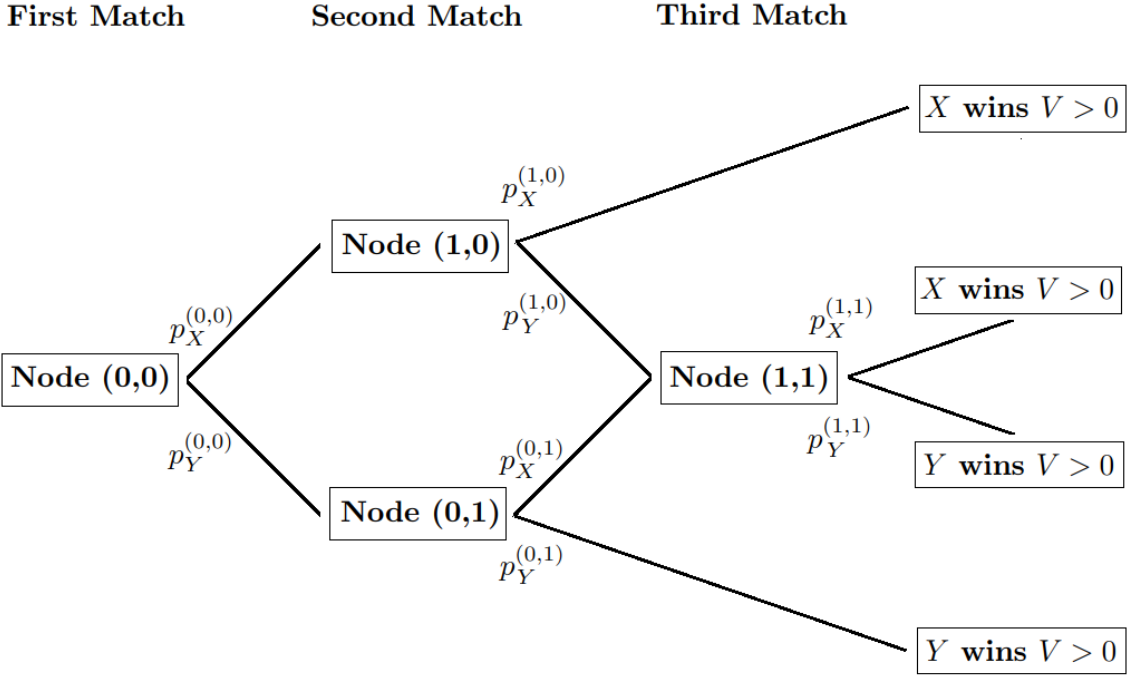 First Match
Second Match
Third Match
X wins V > 0
p_X^{(1,0)}
Node (1,0)
p_Y^{(1,0)}
X wins V > 0
p_X^{(0,0)}
p_X^{(1,1)}
Node (0,0)
Node (1,1)
p_Y^{(0,0)}
p_X^{(0,1)}
p_Y^{(1,1)}
Y wins V > 0
Node (0,1)
p_Y^{(0,1)}
Y wins V > 0